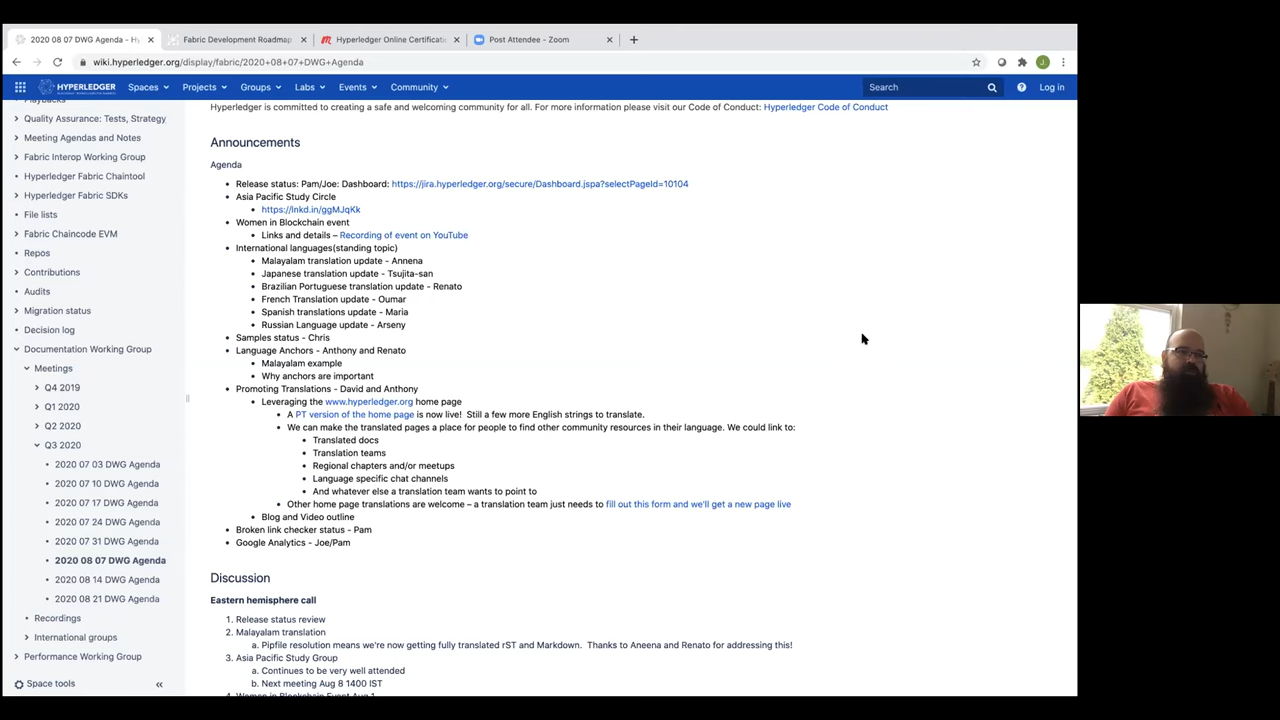 2020 08 07 DWG Agenda - Hy
Fabric Development Roadmap
Hyperledger Online Certificati
Post Attendee - Zoom
wiki.hyperledger.org/display/fabric/2020+08+07+DWG+Agenda
J
HYPERLEDGER
Spaces
Projects
Groups
Labs
Events
Community
Search
Log in
Playbacks
Quality Assurance: Tests, Strategy
Meeting Agendas and Notes
Fabric Interop Working Group
Hyperledger Fabric Chaintool
Hyperledger Fabric SDKs
File lists
Fabric Chaincode EVM
Repos
Contributions
Audits
Migration status
Decision log
Documentation Working Group
Meetings
Q4 2019
Q1 2020
Q2 2020
Q3 2020
2020 07 03 DWG Agenda
2020 07 10 DWG Agenda
2020 07 17 DWG Agenda
2020 07 24 DWG Agenda
2020 07 31 DWG Agenda
2020 08 07 DWG Agenda
2020 08 14 DWG Agenda
2020 08 21 DWG Agenda
Recordings
International groups
Performance Working Group
Space tools
Hyperledger is committed to creating a safe and welcoming community for all. For more information please visit our Code of Conduct: Hyperledger Code of Conduct
Announcements
Agenda
Release status: Pam/Joe: Dashboard: https://jira.hyperledger.org/secure/Dashboard.jspa?selectPageId=10104
Asia Pacific Study Circle
https://lnkd.in/ggMJqKk
Women in Blockchain event
Links and details – Recording of event on YouTube
International languages(standing topic)
Malayalam translation update - Annena
Japanese translation update - Tsujita-san
Brazilian Portuguese translation update - Renato
French Translation update - Oumar
Spanish translations update - Maria
Russian Language update - Arseny
Samples status - Chris
Language Anchors - Anthony and Renato
Malayalam example
Why anchors are important
Promoting Translations - David and Anthony
Leveraging the www.hyperledger.org home page
A PT version of the home page is now live! Still a few more English strings to translate.
We can make the translated pages a place for people to find other community resources in their language. We could link to:
Translated docs
Translation teams
Regional chapters and/or meetups
Language specific chat channels
And whatever else a translation team wants to point to
Other home page translations are welcome – a translation team just needs to fill out this form and we'll get a new page live
Blog and Video outline
Broken link checker status - Pam
Google Analytics - Joe/Pam
Discussion
Eastern hemisphere call
1. Release status review
2. Malayalam translation
a. Pipfile resolution means we're now getting fully translated rST and Markdown. Thanks to Aneena and Renato for addressing this!
3. Asia Pacific Study Group
a. Continues to be very well attended
b. Next meeting Aug 8 1400 IST
4. Women in Blockchain Event Aug 1